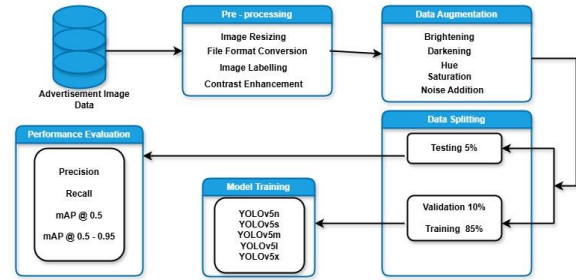 Advertisement Image
Data
Pre - processing
Image Resizing
File Format Conversion
Image Labelling
Contrast Enhancement
Data Augmentation
Brightening
Darkening
Hue
Saturation
Noise Addition
Data Splitting
Testing 5%
Validation 10%
Training 85%
Model Training
YOLOv5n
YOLOv5s
YOLOv5m
YOLOv5l
YOLOv5x
Performance Evaluation
Precision
Recall
mAP @ 0.5
mAP @ 0.5 - 0.95